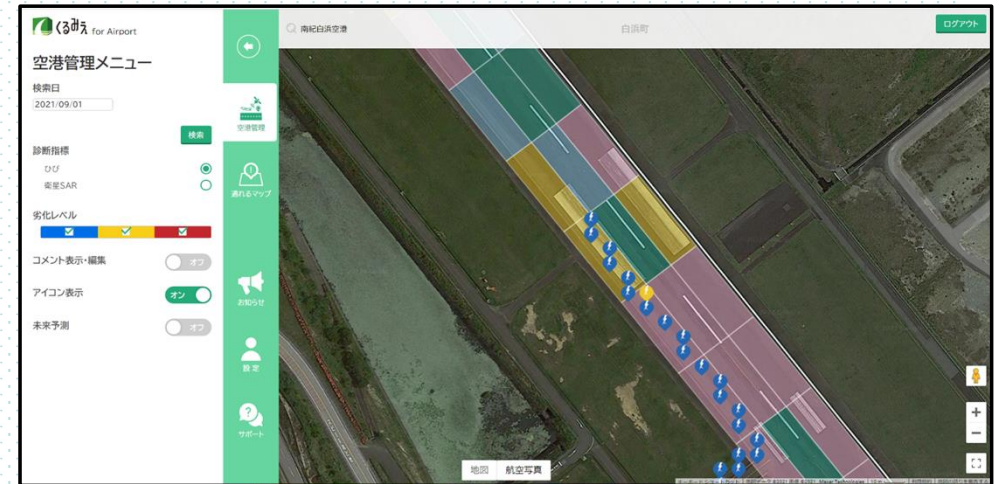 くるみえ for Airport
空港管理メニュー
検索日
2021/09/01
検索
診断指標
ひび
衛星SAR
劣化レベル
コメント表示・編集
オフ
アイコン表示
オン
未来予測
オフ
空港管理
通れるマップ
お知らせ
設定
サポート
南紀白浜空港
白浜町
ログアウト
地図
航空写真